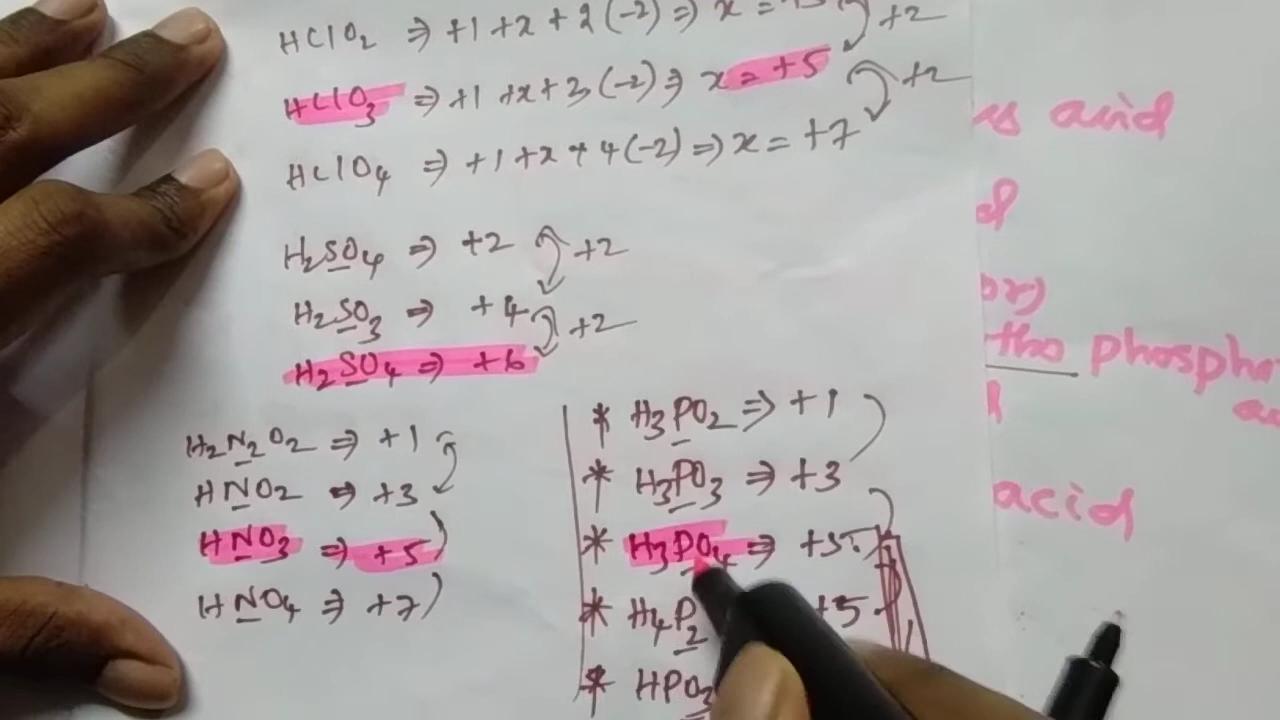 HClO2 ⇒ +1 + x + 2(-2) ⇒ x = +3 +2
HClO3 ⇒ +1 + x + 3(-2) ⇒ x = +5 +2
HClO4 ⇒ +1 + x + 4(-2) ⇒ x = +7
H2SO4 ⇒ +2 +2
H2SO3 ⇒ +4 +2
H2SO4 ⇒ +6
H2N2O2 ⇒ +1
HNO2 ⇒ +3
HNO3 ⇒ +5
HNO4 ⇒ +7
* H3PO2 ⇒ +1
* H3PO3 ⇒ +3
* H3PO4 ⇒ +5
* H4P2 +5
* HPO3
acid
phosph
acid